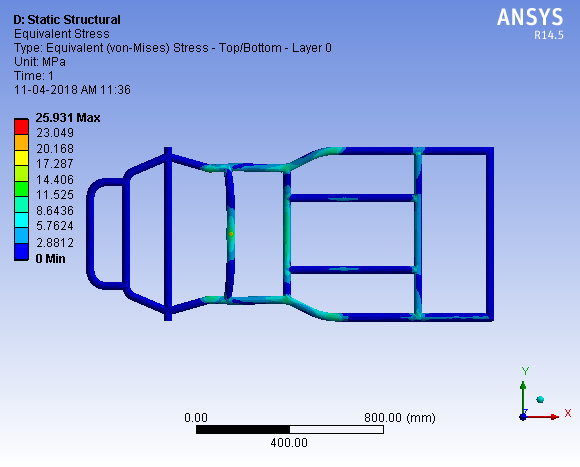 D: Static Structural
Equivalent Stress
Type: Equivalent (von-Mises) Stress - Top/Bottom - Layer 0
Unit: MPa
Time: 1
11-04-2018 AM 11:36
ANSYS
R14.5
25.931 Max
23.049
20.168
17.287
14.406
11.525
8.6436
5.7624
2.8812
0 Min
0.00
800.00 (mm)
400.00
Y
Z
X